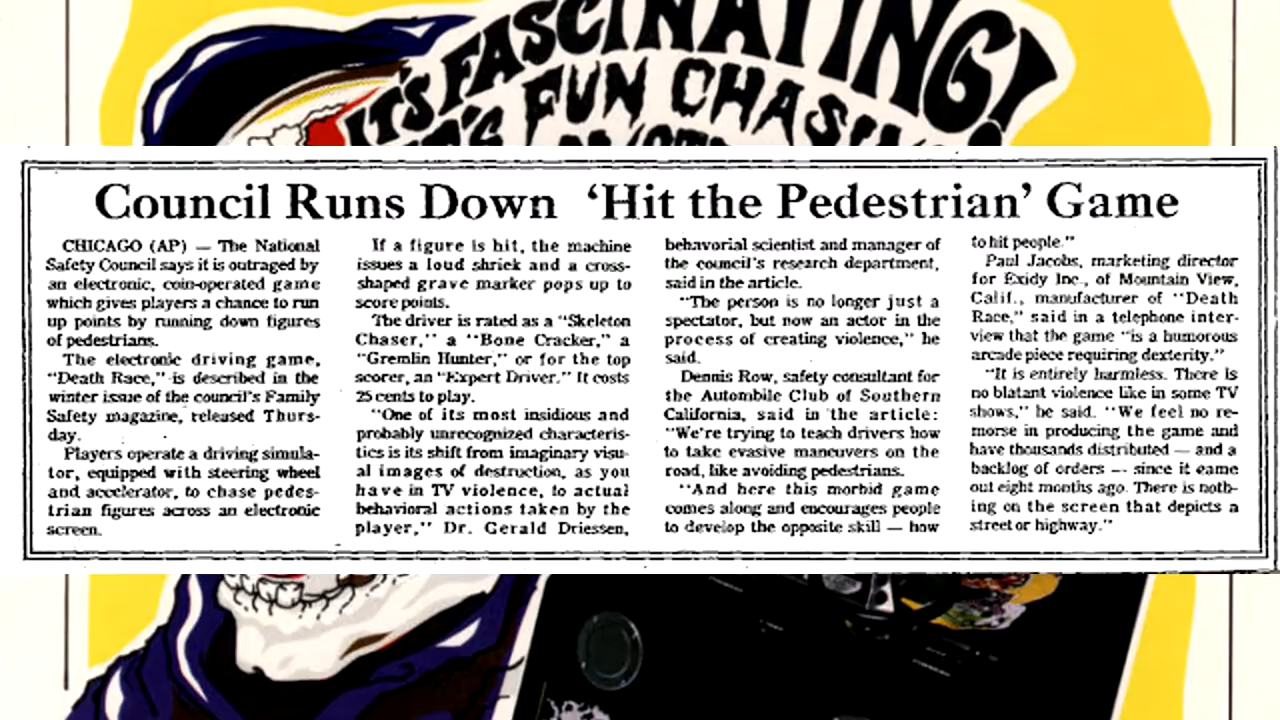 IT'S FASCINATING!
FUN CHASING
Council Runs Down 'Hit the Pedestrian' Game
CHICAGO (AP) — The National
Safety Council says it is outraged by
an electronic, coin-operated game
which gives players a chance to run
up points by running down figures
of pedestrians.
The electronic driving game,
"Death Race," is described in the
winter issue of the council's Family
Safety magazine, released Thurs-
day.
Players operate a driving simula-
tor, equipped with steering wheel
and accelerator, to chase pedes-
trian figures across an electronic
screen.
If a figure is hit, the machine
issues a loud shriek and a cross-
shaped grave marker pops up to
score points.
The driver is rated as a "Skeleton
Chaser," a "Bone Cracker," a
"Gremlin Hunter," or for the top
scorer, an "Expert Driver." It costs
25 cents to play.
"One of its most insidious and
probably unrecognized characteris-
tics is its shift from imaginary visu-
al images of destruction, as you
have in TV violence, to actual
behavioral actions taken by the
player," Dr. Gerald Driessen,
behavorial scientist and manager of
the council's research department,
said in the article.
"The person is no longer just a
spectator, but now an actor in the
process of creating violence," he
said.
Dennis Row, safety consultant for
the Automobile Club of Southern
California, said in the article:
"We're trying to teach drivers how
to take evasive maneuvers on the
road, like avoiding pedestrians.
"And here this morbid game
comes along and encourages people
to develop the opposite skill — how
to hit people."
Paul Jacobs, marketing director
for Exidy Inc., of Mountain View,
Calif., manufacturer of "Death
Race," said in a telephone inter-
view that the game "is a humorous
arcade piece requiring dexterity."
"It is entirely harmless. There is
no blatant violence like in some TV
shows," he said. "We feel no re-
morse in producing the game and
have thousands distributed — and a
backlog of orders — since it came
out eight months ago. There is noth-
ing on the screen that depicts a
street or highway."